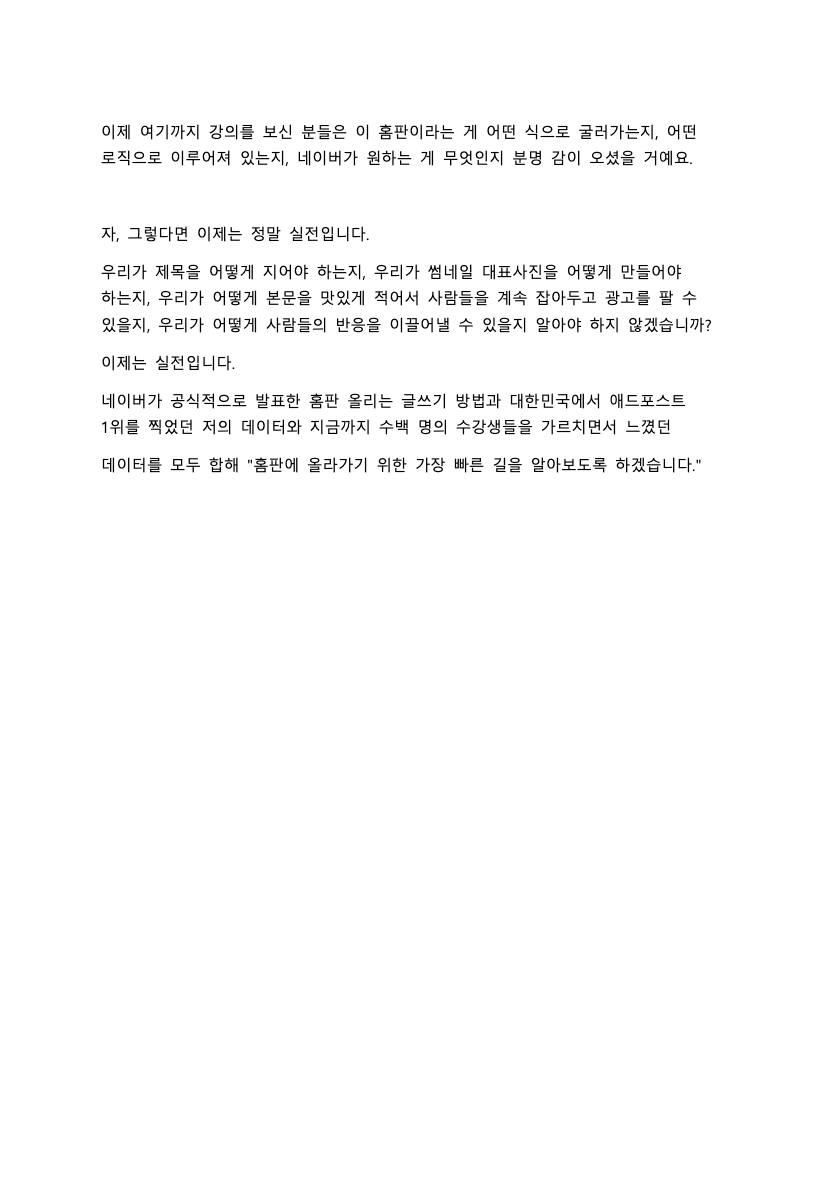 이제 여기까지 강의를 보신 분들은 이 홈판이라는 게 어떤 식으로 굴러가는지, 어떤
로직으로 이루어져 있는지, 네이버가 원하는 게 무엇인지 분명 감이 오셨을 거예요.
자, 그렇다면 이제는 정말 실전입니다.
우리가 제목을 어떻게 지어야 하는지, 우리가 썸네일 대표사진을 어떻게 만들어야
하는지, 우리가 어떻게 본문을 맛있게 적어서 사람들을 계속 잡아두고 광고를 팔 수
있을지, 우리가 어떻게 사람들의 반응을 이끌어낼 수 있을지 알아야 하지 않겠습니까?
이제는 실전입니다.
네이버가 공식적으로 발표한 홈판 올리는 글쓰기 방법과 대한민국에서 애드포스트
1위를 찍었던 저의 데이터와 지금까지 수백 명의 수강생들을 가르치면서 느꼈던
데이터를 모두 합해 "홈판에 올라가기 위한 가장 빠른 길을 알아보도록 하겠습니다."